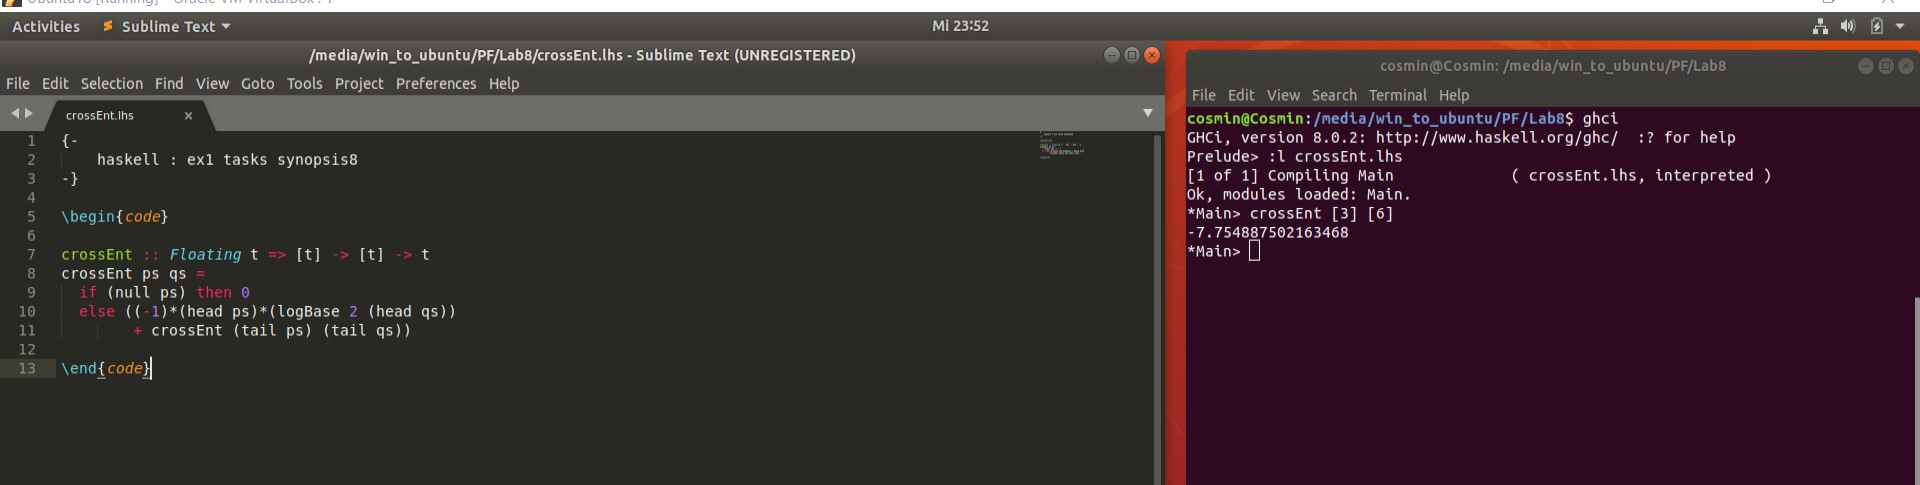 Activities Sublime Text Mi 23:52
/media/win_to_ubuntu/PF/Lab8/crossEnt.lhs - Sublime Text (UNREGISTERED)
File Edit Selection Find View Goto Tools Project Preferences Help
crossEnt.lhs ×
1 {-
2 haskell : ex1 tasks synopsis8
3 -}
4
5 \begin{code}
6
7 crossEnt :: Floating t => [t] -> [t] -> t
8 crossEnt ps qs =
9 if (null ps) then 0
10 else ((-1)*(head ps)*(logBase 2 (head qs))
11 + crossEnt (tail ps) (tail qs))
12
13 \end{code}
cosmin@Cosmin: /media/win_to_ubuntu/PF/Lab8
File Edit View Search Terminal Help
cosmin@Cosmin:/media/win_to_ubuntu/PF/Lab8$ ghci
GHCi, version 8.0.2: http://www.haskell.org/ghc/ :? for help
Prelude> :l crossEnt.lhs
[1 of 1] Compiling Main ( crossEnt.lhs, interpreted )
Ok, modules loaded: Main.
*Main> crossEnt [3] [6]
-7.754887502163468
*Main>